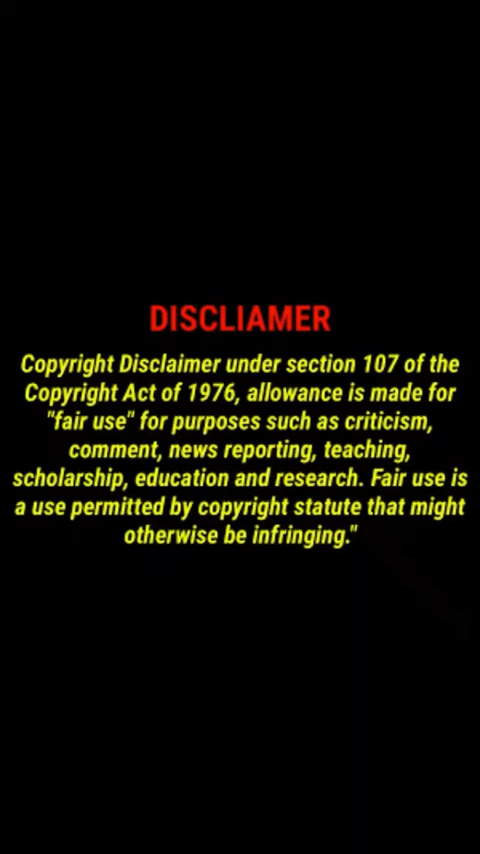 DISCLIAMER
Copyright Disclaimer under section 107 of the
Copyright Act of 1976, allowance is made for
"fair use" for purposes such as criticism,
comment, news reporting, teaching,
scholarship, education and research. Fair use is
a use permitted by copyright statute that might
otherwise be infringing."